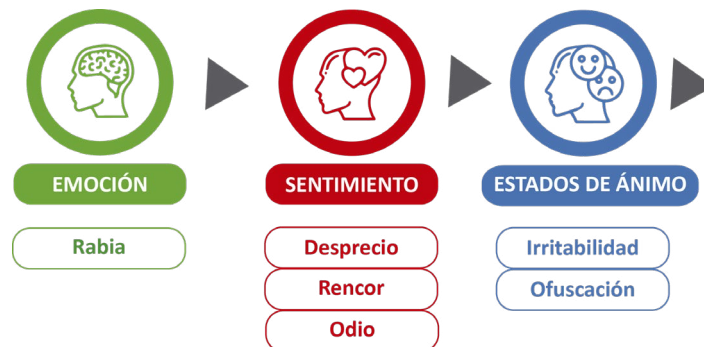 EMOCIÓN
SENTIMIENTO
ESTADOS DE ÁNIMO
Rabia
Desprecio
Irritabilidad
Rencor
Ofuscación
Odio